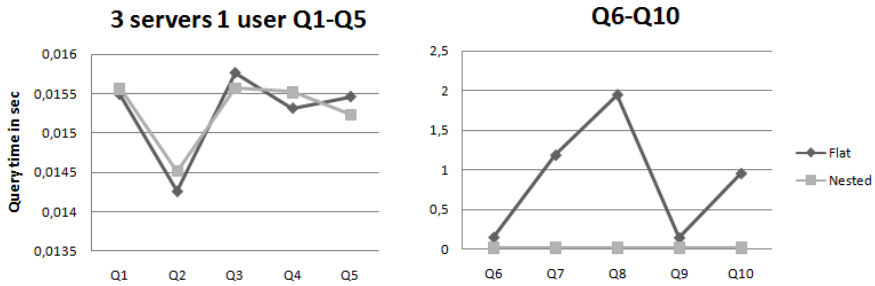 3 servers 1 user Q1-Q5
Query time in sec
0,016
0,0155
0,015
0,0145
0,014
0,0135
Q1 Q2 Q3 Q4 Q5
Q6-Q10
2,5
2
1,5
1
0,5
0
Q6 Q7 Q8 Q9 Q10
Flat
Nested